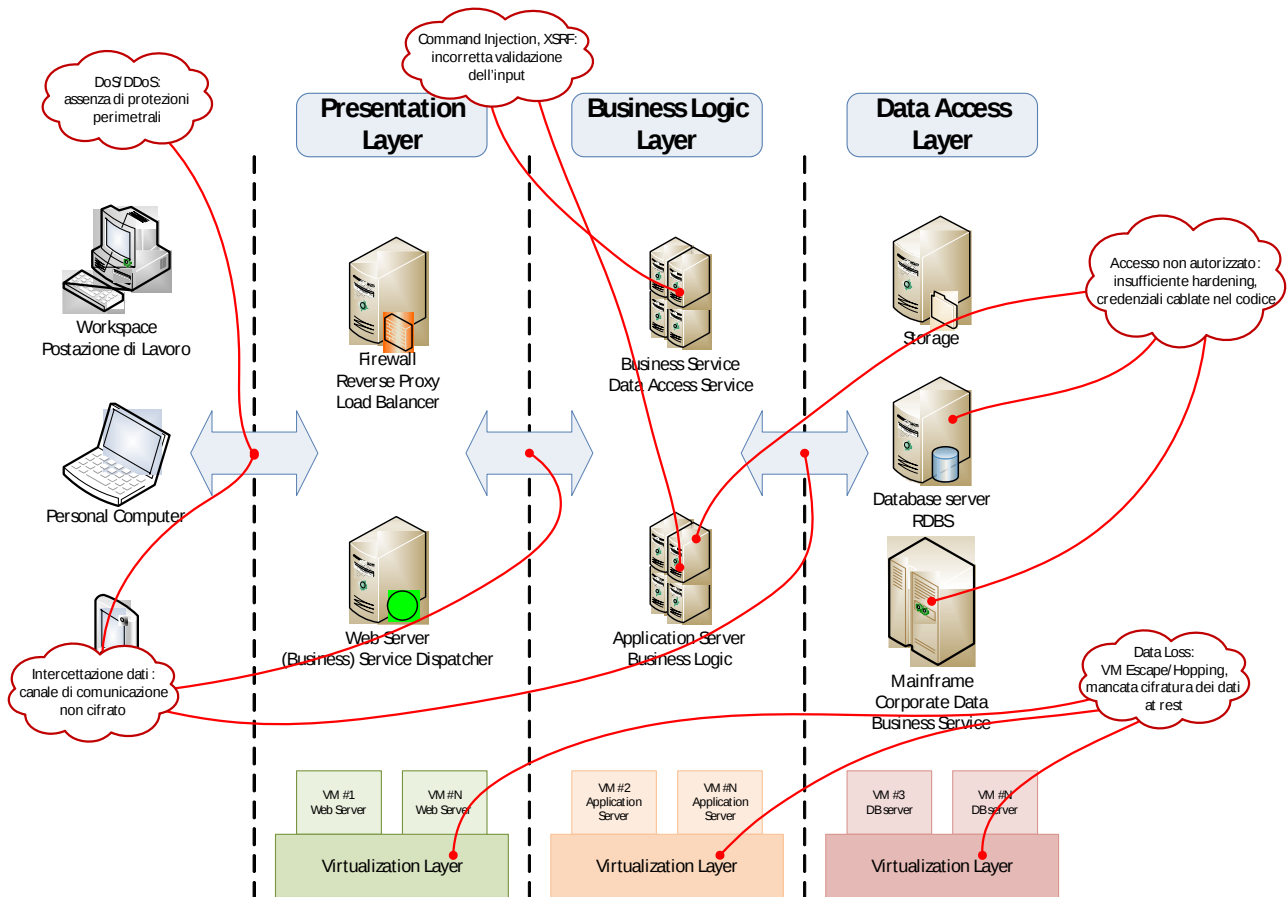 Command Injection, XSRF:
incorretta validazione
dell'input
DoS/DDoS:
assenza di protezioni
perimetrali
Presentation
Layer
Business Logic
Layer
Data Access
Layer
Workspace
Postazione di Lavoro
Firewall
Reverse Proxy
Load Balancer
Business Service
Data Access Service
Storage
Accesso non autorizzato:
insufficiente hardening,
credenziali cablate nel codice
Personal Computer
Database server
RDBS
Web Server
(Business) Service Dispatcher
Application Server
Business Logic
Mainframe
Corporate Data
Business Service
Intercettazione dati :
canale di comunicazione
non cifrato
Data Loss:
VM Escape/Hopping,
mancata cifratura dei dati
at rest
VM #1
Web Server
VM #N
Web Server
VM #2
Application
Server
VM #N
Application
Server
VM #3
DB server
VM #N
DB server
Virtualization Layer
Virtualization Layer
Virtualization Layer